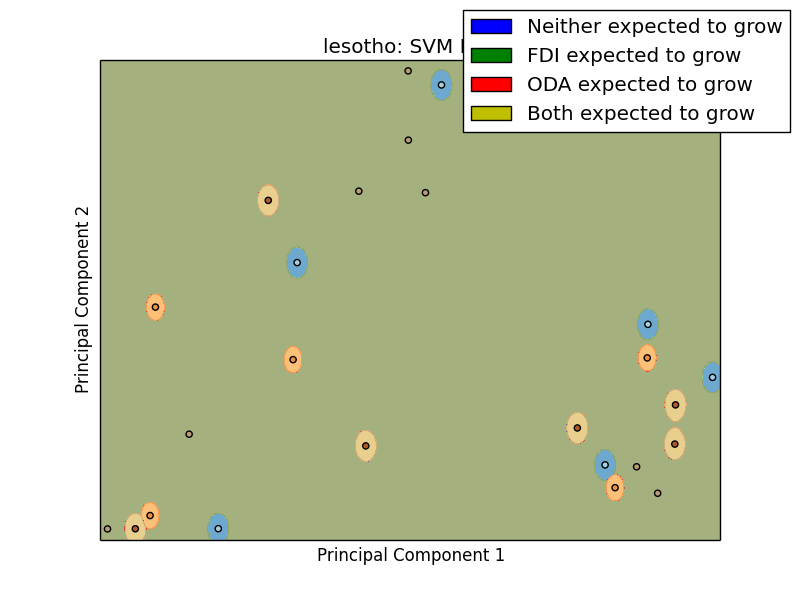 lesotho: SVM
Neither expected to grow
FDI expected to grow
ODA expected to grow
Both expected to grow
Principal Component 2
Principal Component 1